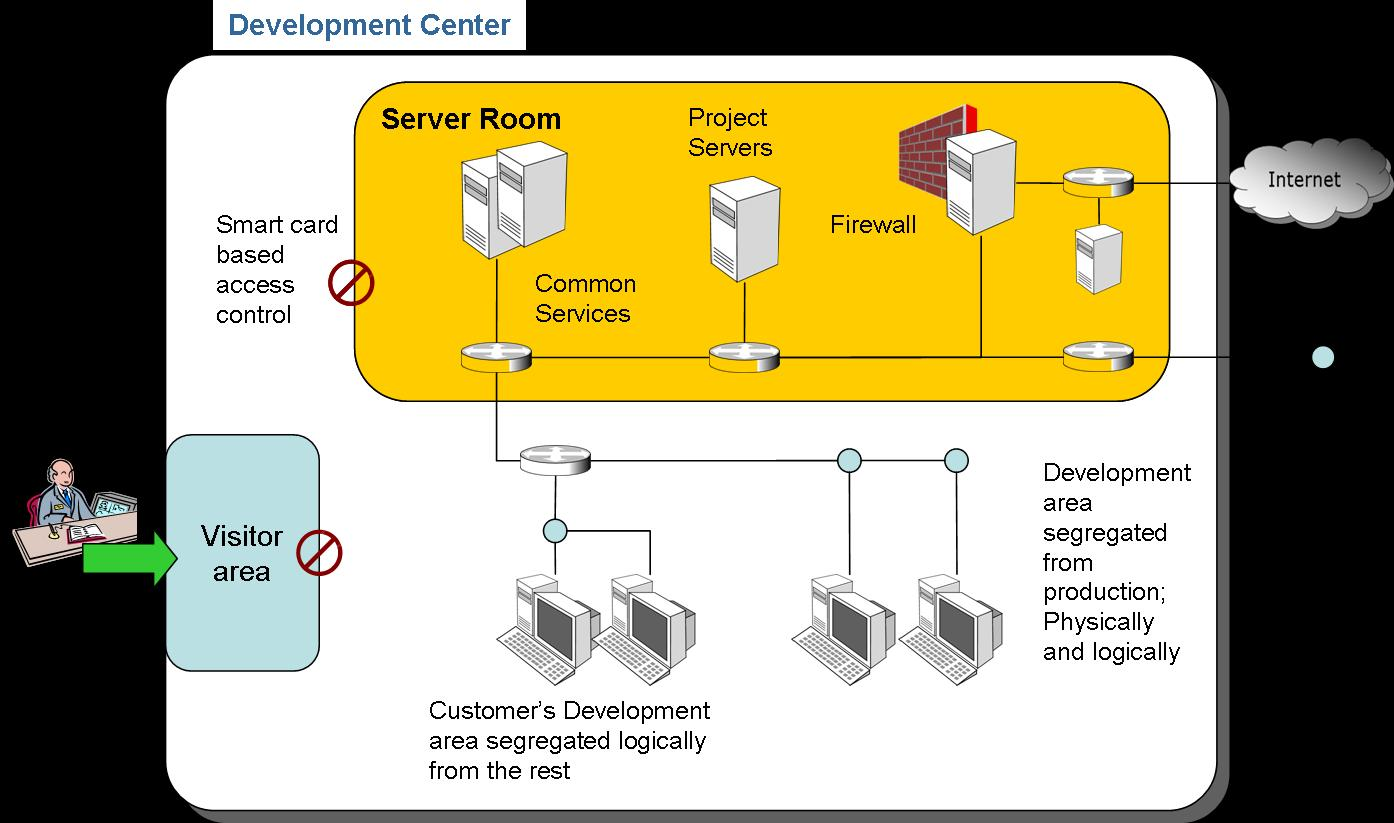 Development Center
Server Room
Project
Servers
Firewall
Internet
Smart card
based
access
control
Common
Services
Visitor
area
Development
area
segregated
from
production;
Physically
and logically
Customer’s Development
area segregated logically
from the rest